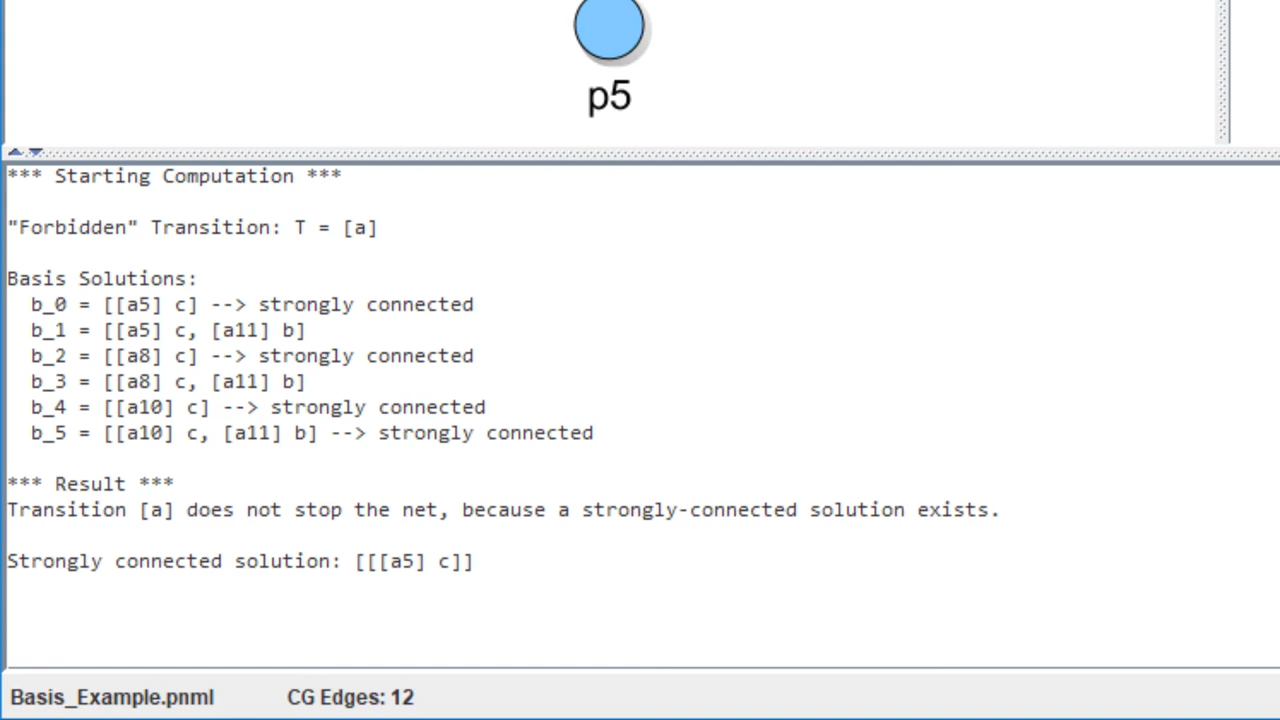 p5
*** Starting Computation ***
"Forbidden" Transition: T = [a]
Basis Solutions:
b_0 = [[a5] c] --> strongly connected
b_1 = [[a5] c, [a11] b]
b_2 = [[a8] c] --> strongly connected
b_3 = [[a8] c, [a11] b]
b_4 = [[a10] c] --> strongly connected
b_5 = [[a10] c, [a11] b] --> strongly connected
*** Result ***
Transition [a] does not stop the net, because a strongly-connected solution exists.
Strongly connected solution: [[[a5] c]]
Basis_Example.pnml CG Edges: 12